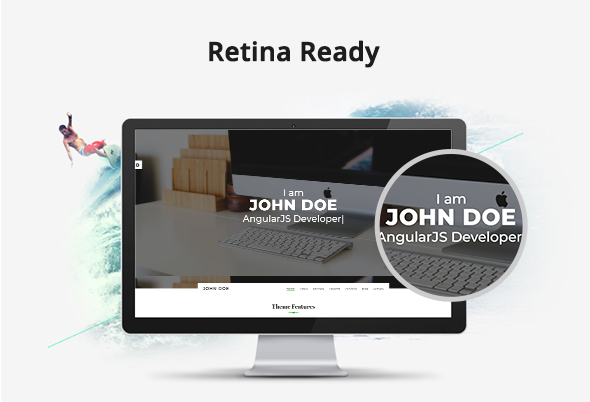 Retina Ready
I am
JOHN DOE
AngularJS Developer|
I am
JOHN DOE
AngularJS Developer
JOHN DOE
Theme Features